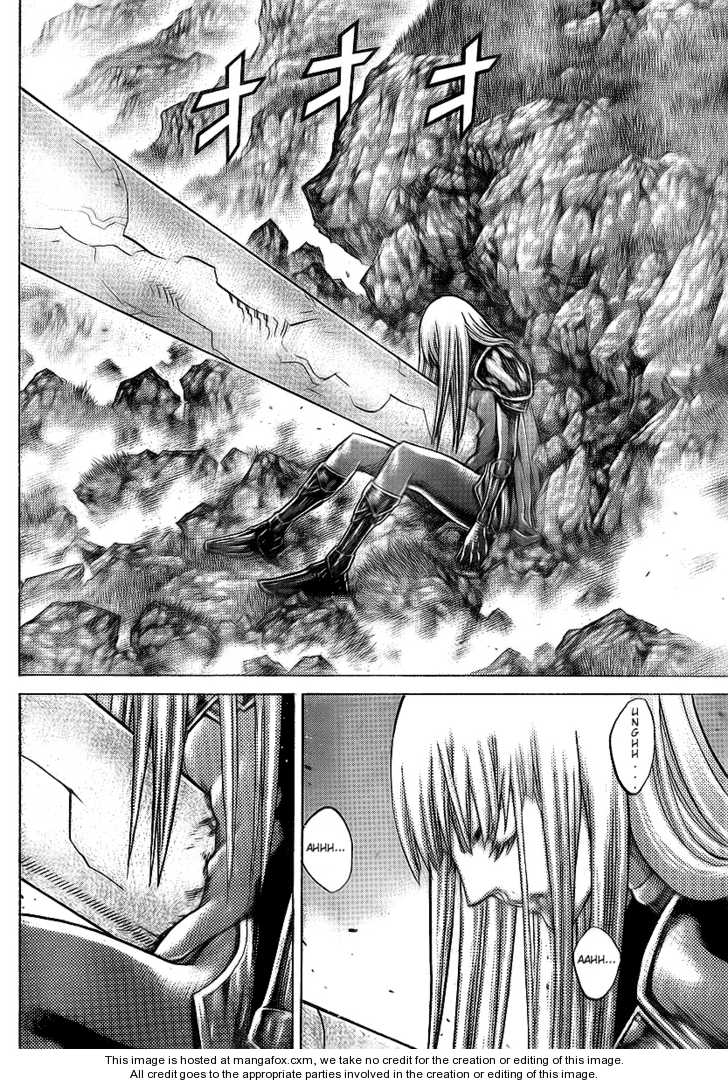 オオオ
UNGHH...
AHHH...
AAHH...
This image is hosted at mangafox.cxm, we take no credit for the creation or editing of this image.
All credit goes to the appropriate parties involved in the creation or editing of this image.